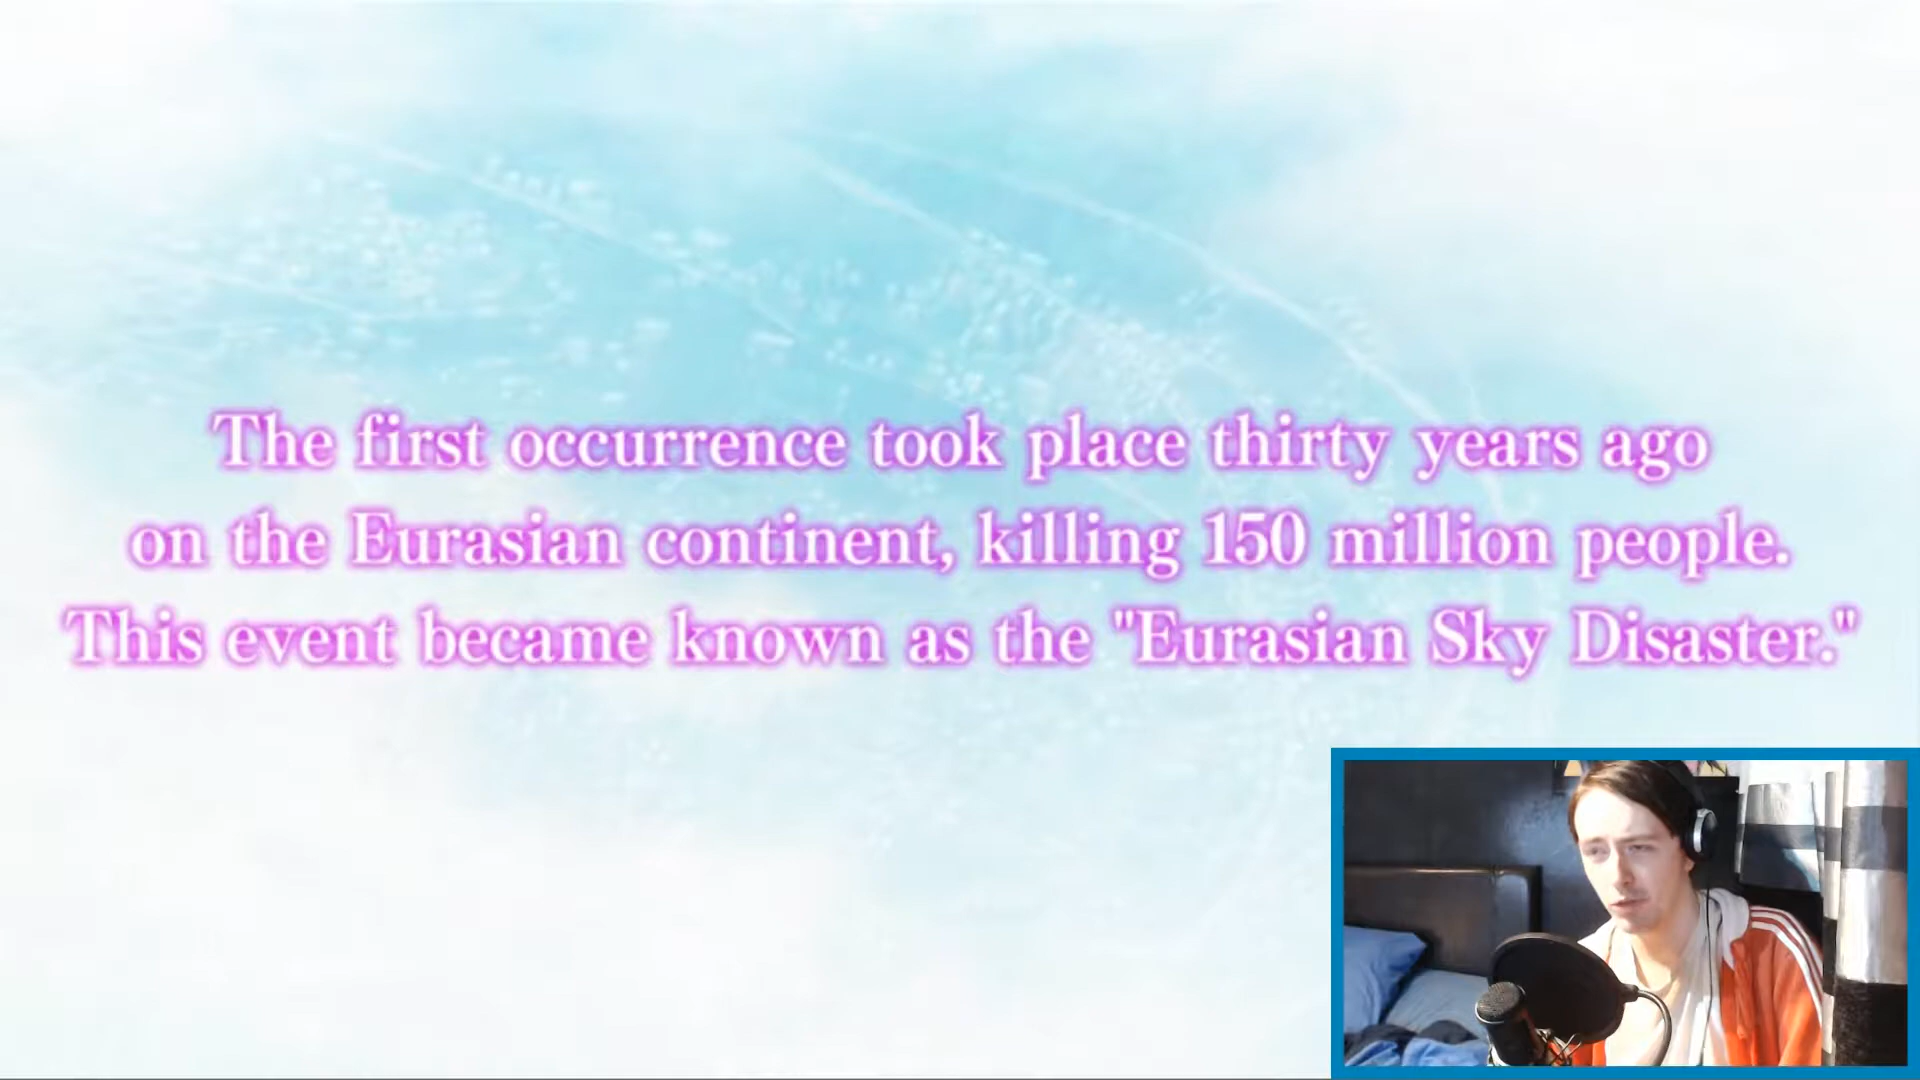 The first occurrence took place thirty years ago
on the Eurasian continent, killing 150 million people.
This event became known as the "Eurasian Sky Disaster."